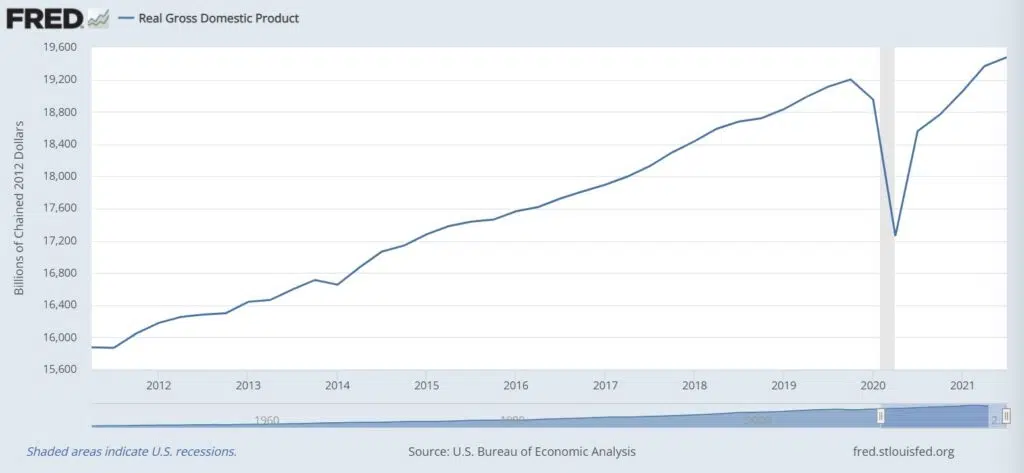 FRED
Real Gross Domestic Product
19,600
19,200
18,800
18,400
18,000
17,600
17,200
16,800
16,400
16,000
15,600
Billions of Chained 2012 Dollars
2012 2013 2014 2015 2016 2017 2018 2019 2020 2021
1960
Shaded areas indicate U.S. recessions.
Source: U.S. Bureau of Economic Analysis
fred.stlouisfed.org